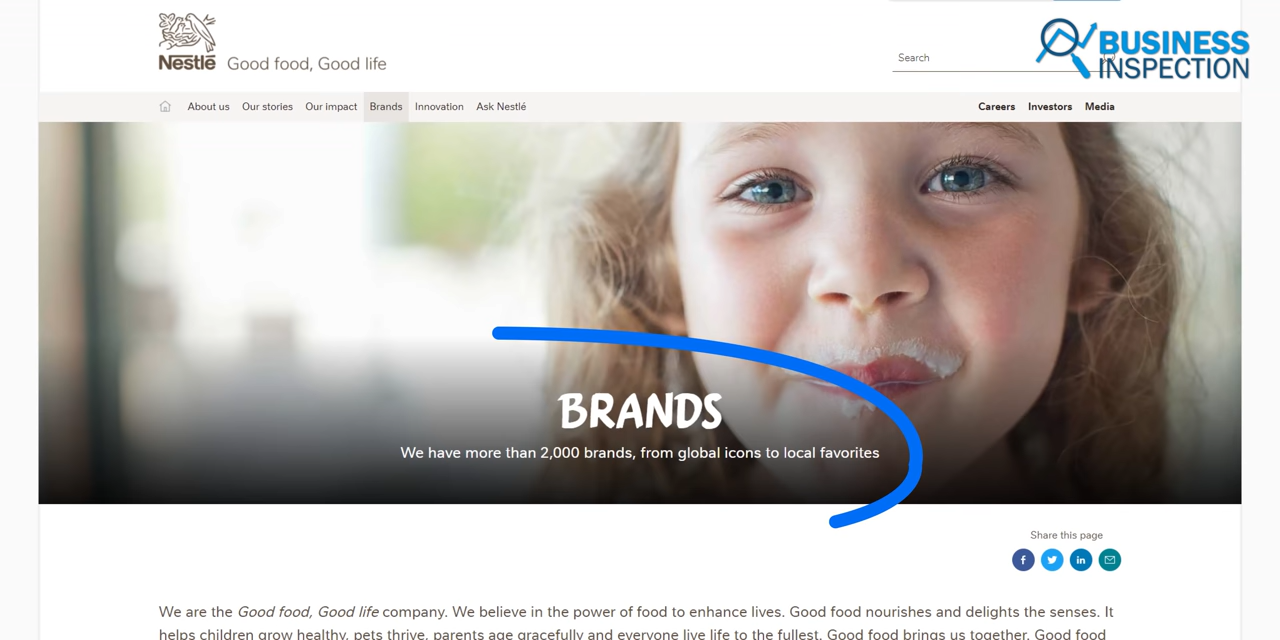 BUSINESS
INSPECTION
Nestlé Good food, Good life
Search
About us Our stories Our impact Brands Innovation Ask Nestlé Careers Investors Media
BRANDS
We have more than 2,000 brands, from global icons to local favorites
Share this page
We are the Good food, Good life company. We believe in the power of food to enhance lives. Good food nourishes and delights the senses. It
helps children grow healthy, pets thrive, parents age gracefully and everyone live life to the fullest. Good food brings us together. Good food